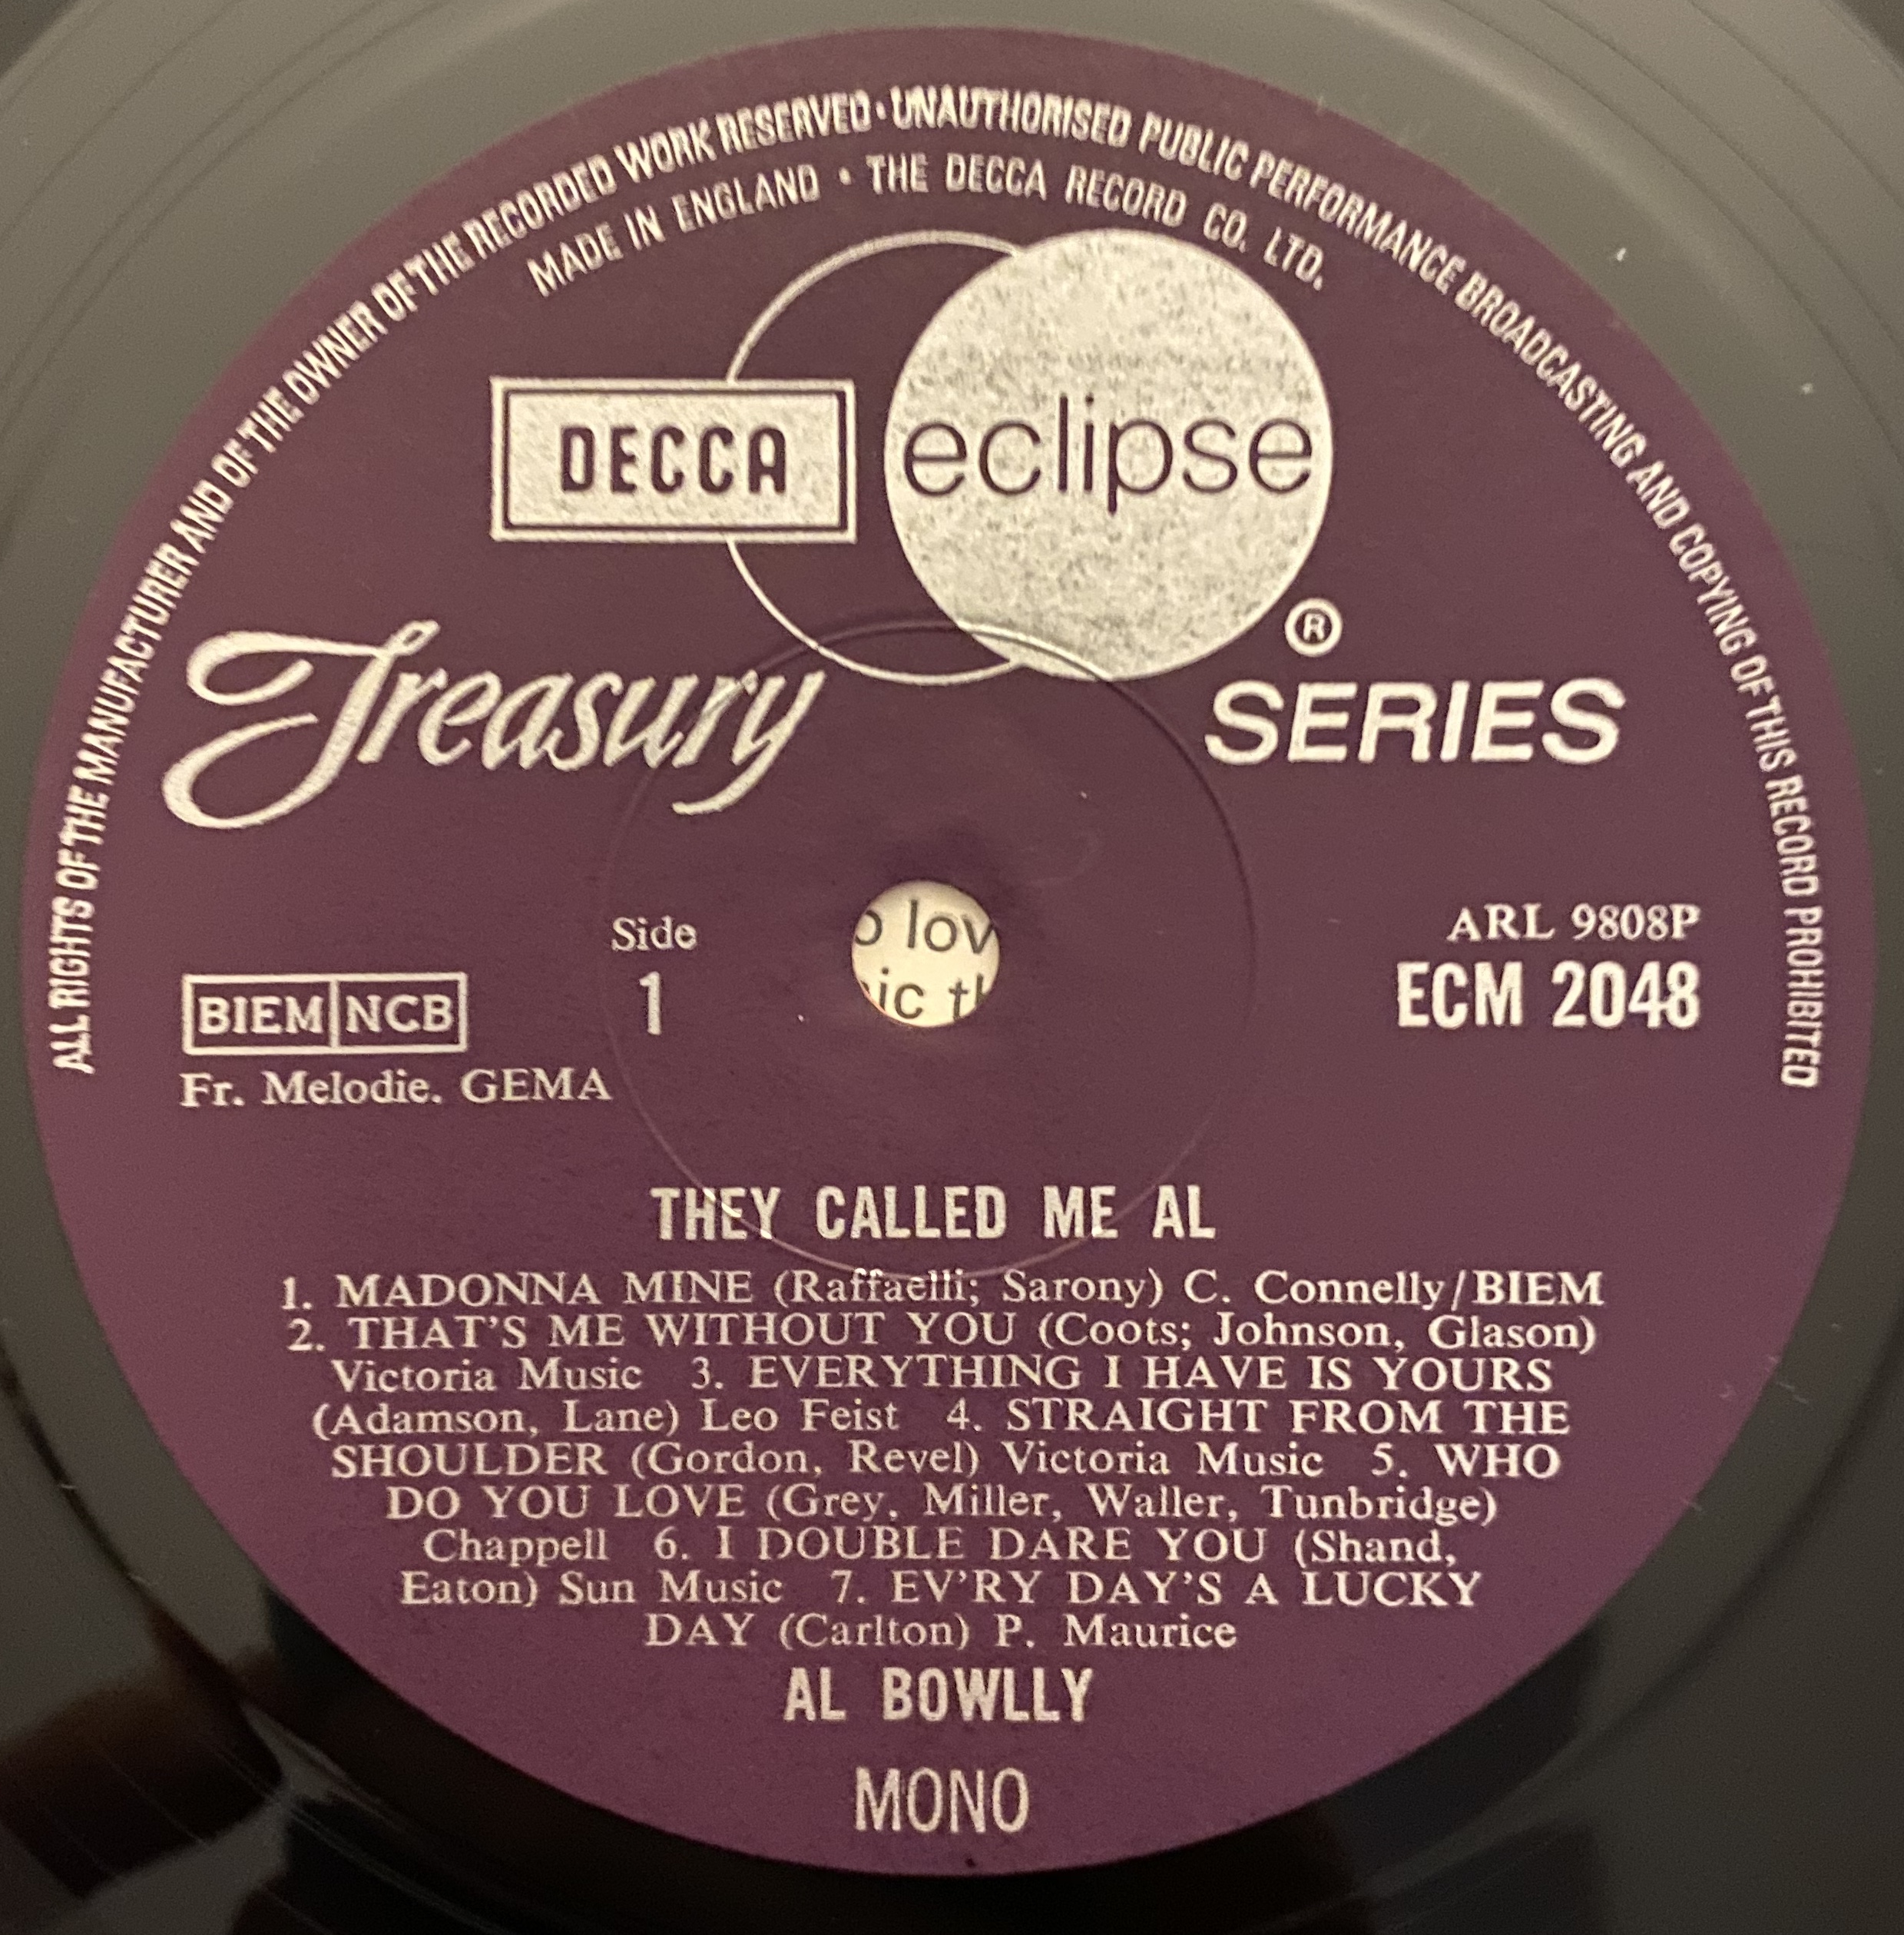 ALL RIGHTS OF THE MANUFACTURER AND OF THE OWNER OF THE RECORDED WORK RESERVED · UNAUTHORISED PUBLIC PERFORMANCE BROADCASTING AND COPYING OF THIS RECORD PROHIBITED
MADE IN ENGLAND · THE DECCA RECORD CO. LTD.
DECCA eclipse
®
Treasury SERIES
Side
1
o lov
ic th
ARL 9808P
ECM 2048
BIEM NCB
Fr. Melodie. GEMA
THEY CALLED ME AL
1. MADONNA MINE (Raffaelli; Sarony) C. Connelly/BIEM
2. THAT'S ME WITHOUT YOU (Coots; Johnson, Glason)
Victoria Music 3. EVERYTHING I HAVE IS YOURS
(Adamson, Lane) Leo Feist 4. STRAIGHT FROM THE
SHOULDER (Gordon, Revel) Victoria Music 5. WHO
DO YOU LOVE (Grey, Miller, Waller, Tunbridge)
Chappell 6. I DOUBLE DARE YOU (Shand,
Eaton) Sun Music 7. EV'RY DAY'S A LUCKY
DAY (Carlton) P. Maurice
AL BOWLLY
MONO